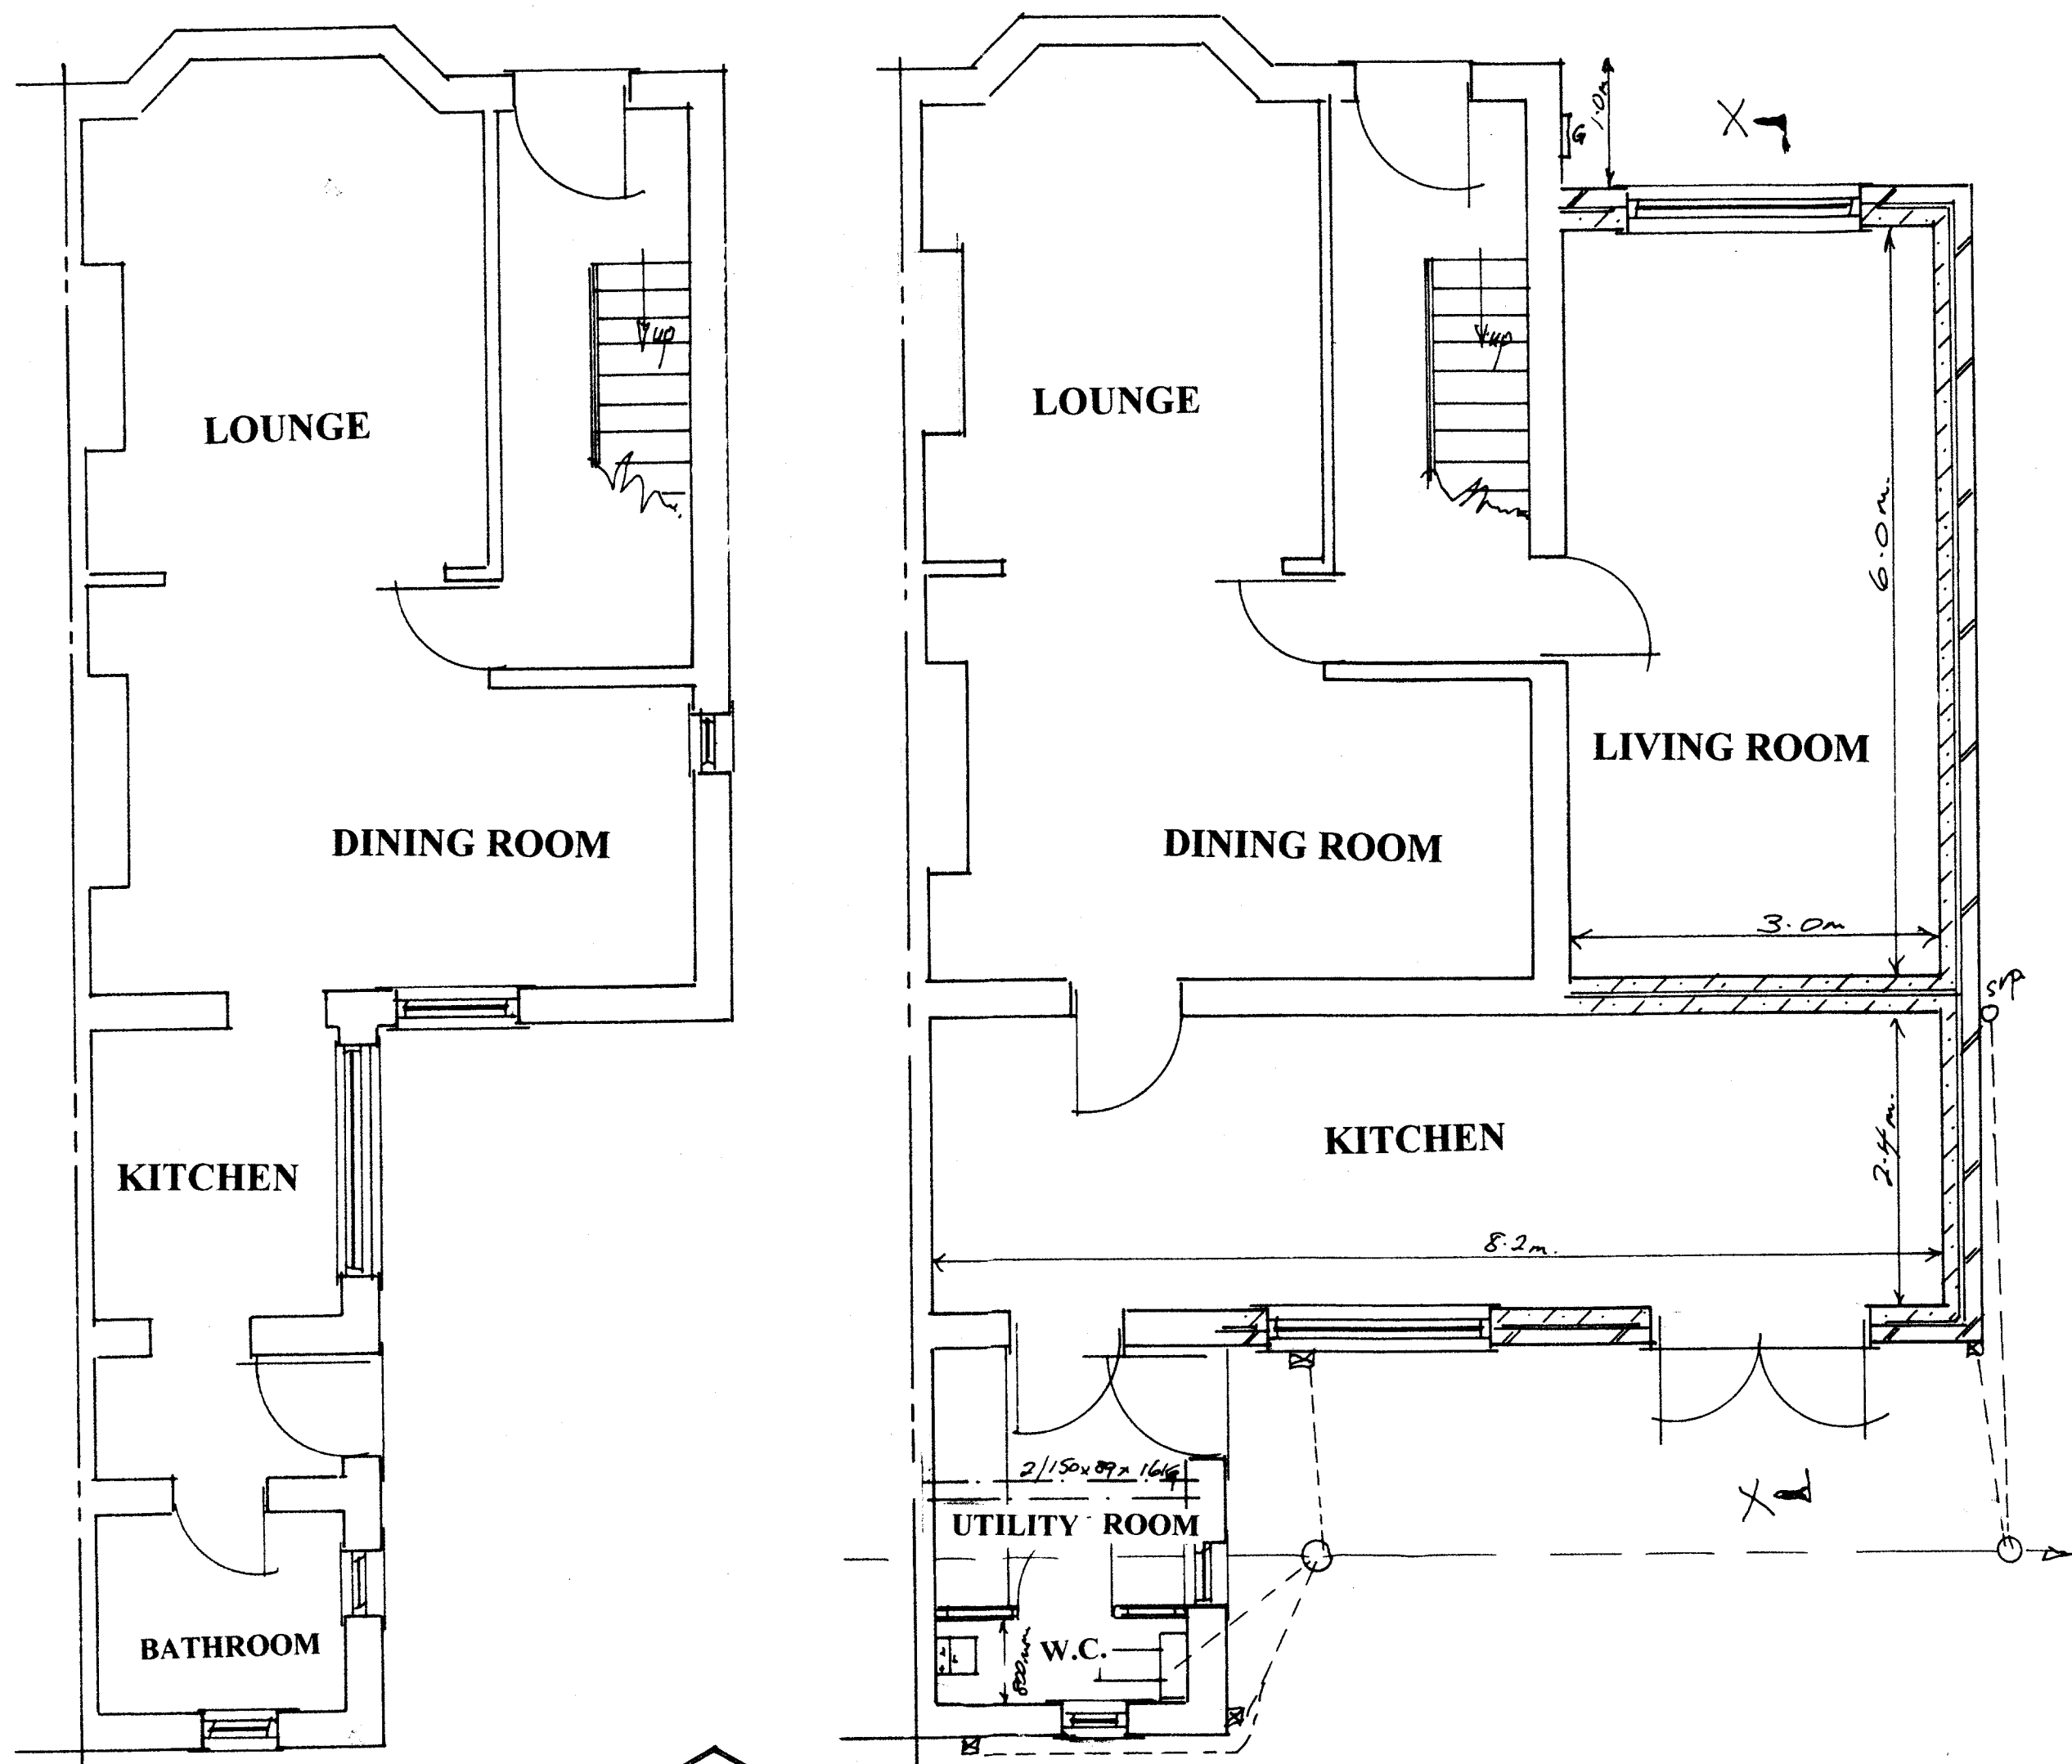 up
LOUNGE
DINING ROOM
KITCHEN
BATHROOM
1.0m
X
G
up
LOUNGE
6.0m.
LIVING ROOM
DINING ROOM
3.0m
SVP
KITCHEN
2.4m.
8.2m.
2/150x89x16kg
X
UTILITY ROOM
W.C.
800mm